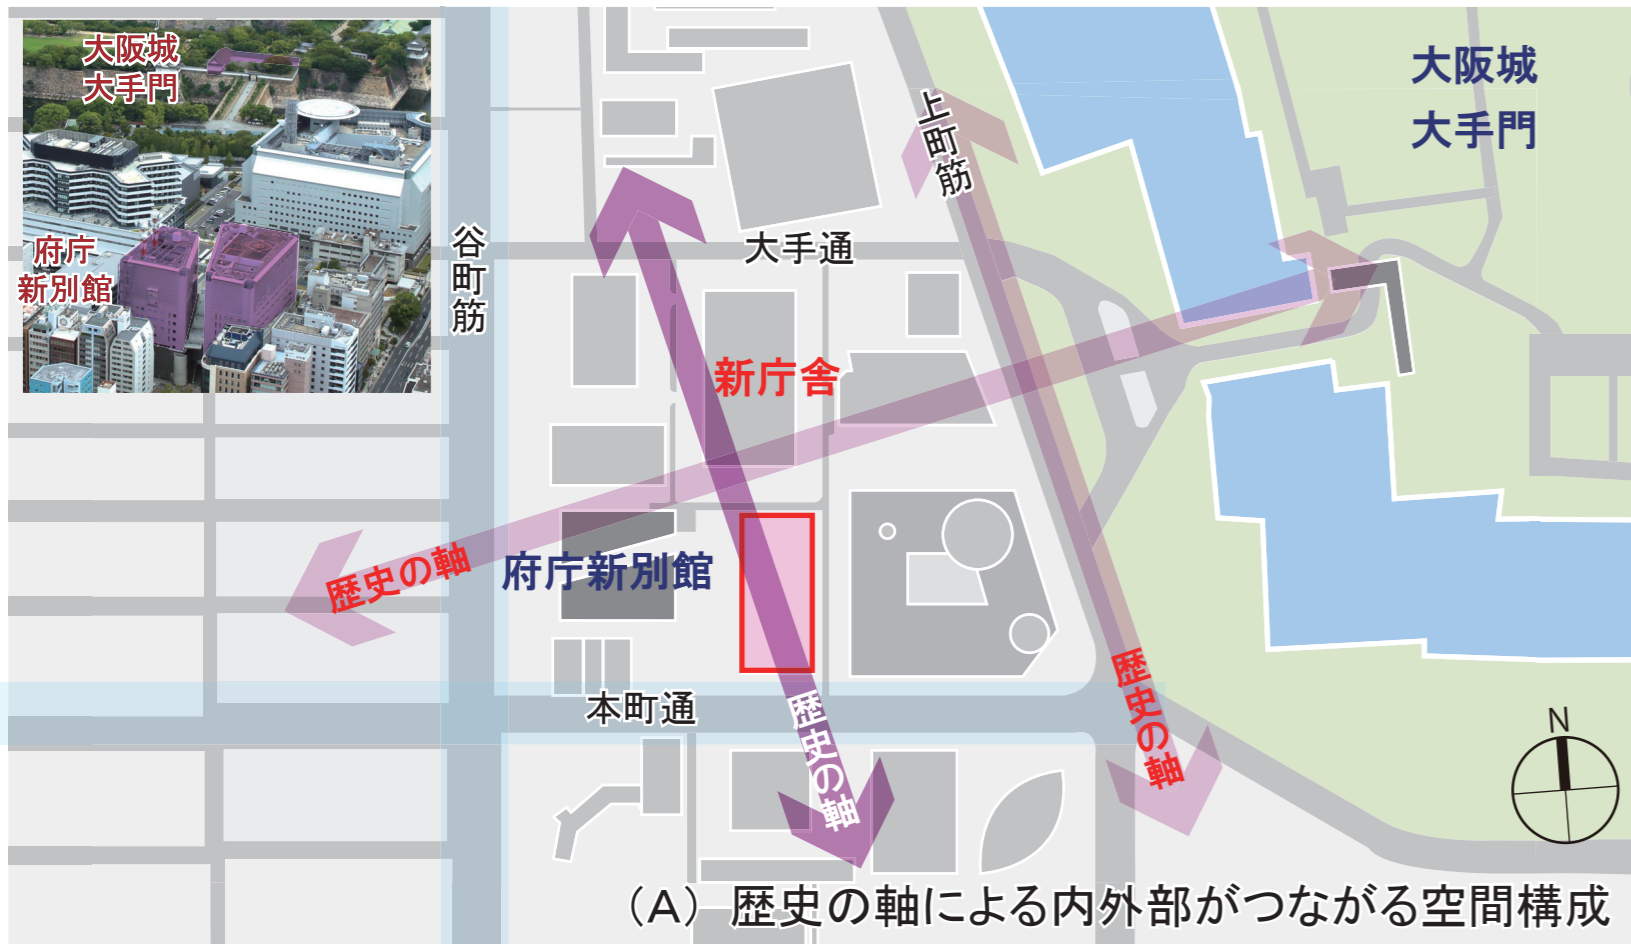 大阪城
大手門
府庁
新別館
谷町筋
上町筋
大手通
大阪城
大手門
新庁舎
歴史の軸
府庁新別館
本町通
歴史の軸
歴史の軸
N
（A） 歴史の軸による内外部がつながる空間構成